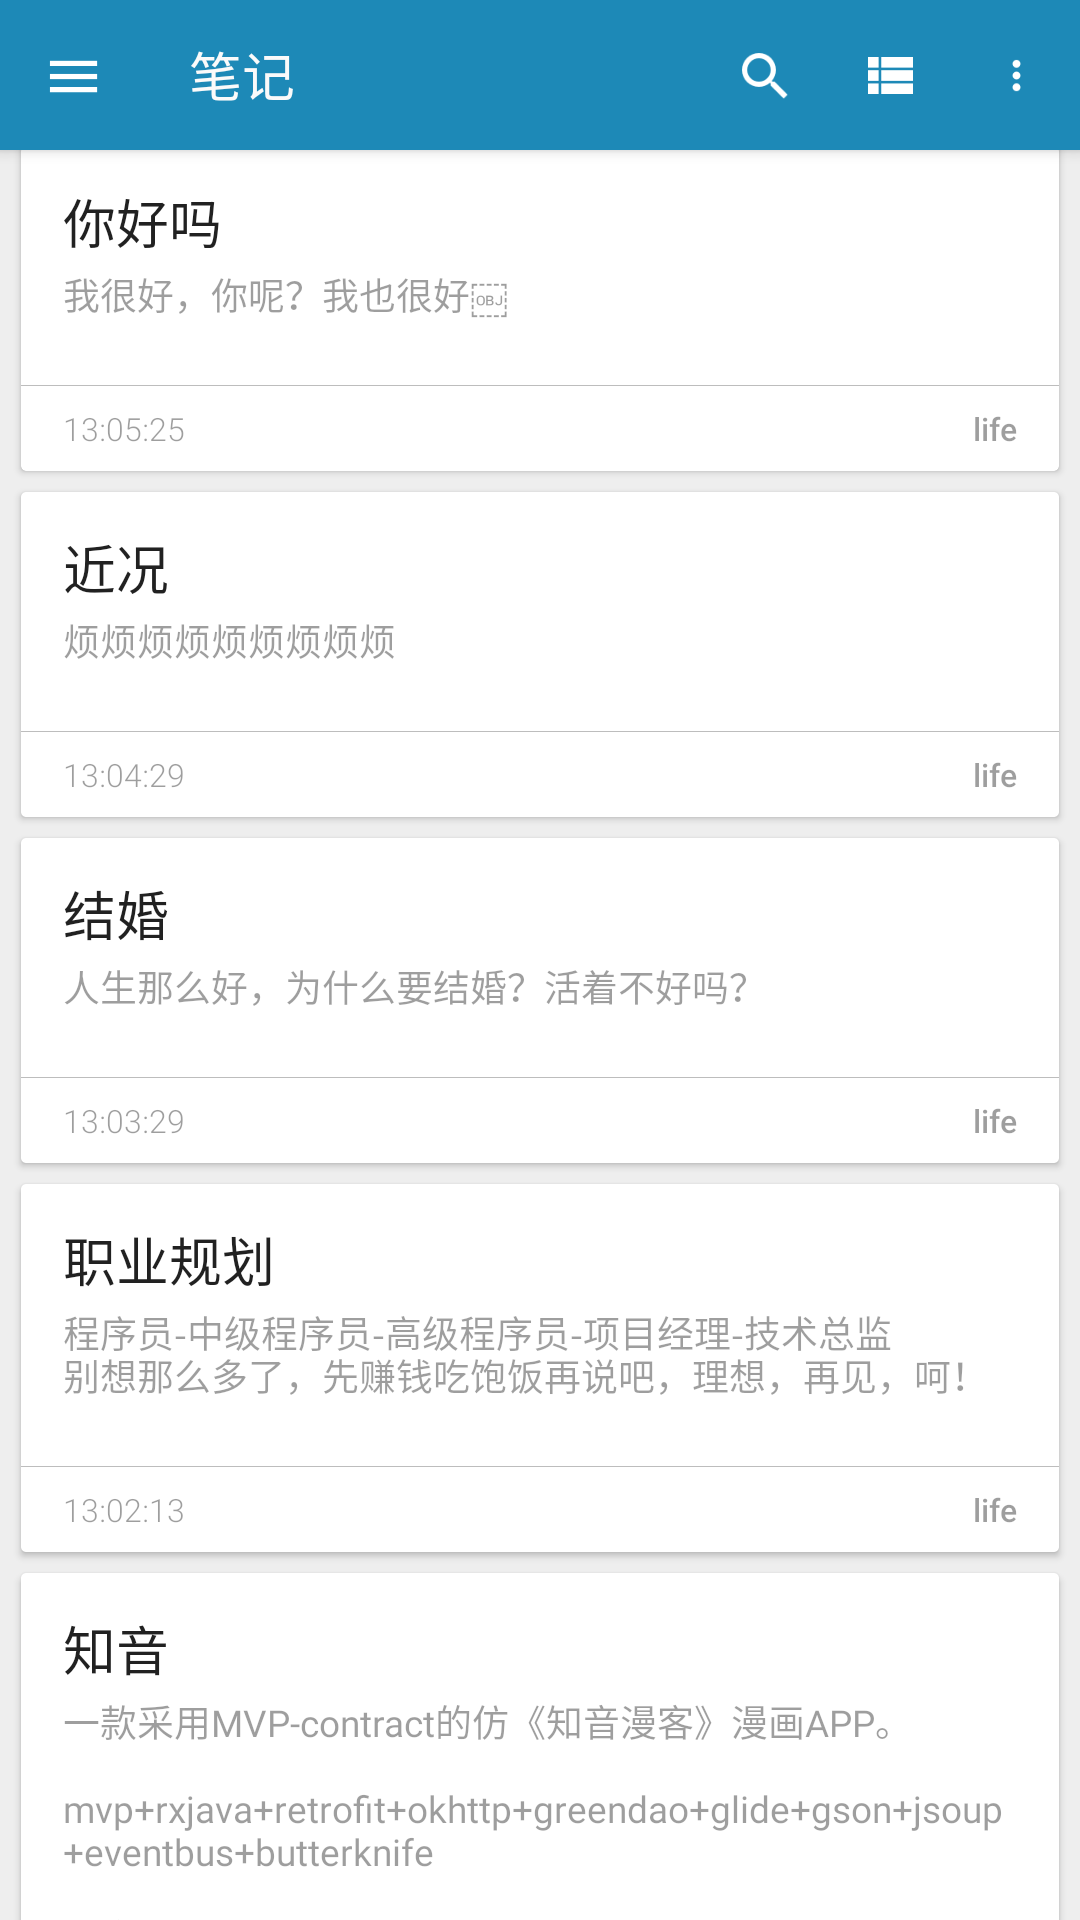 笔记
你好吗
我很好，你呢？我也很好￼
13:05:25
life
近况
烦烦烦烦烦烦烦烦烦
13:04:29
life
结婚
人生那么好，为什么要结婚？活着不好吗？
13:03:29
life
职业规划
程序员-中级程序员-高级程序员-项目经理-技术总监
别想那么多了，先赚钱吃饱饭再说吧，理想，再见，呵！
13:02:13
life
知音
一款采用MVP-contract的仿《知音漫客》漫画APP。
mvp+rxjava+retrofit+okhttp+greendao+glide+gson+jsoup
+eventbus+butterknife